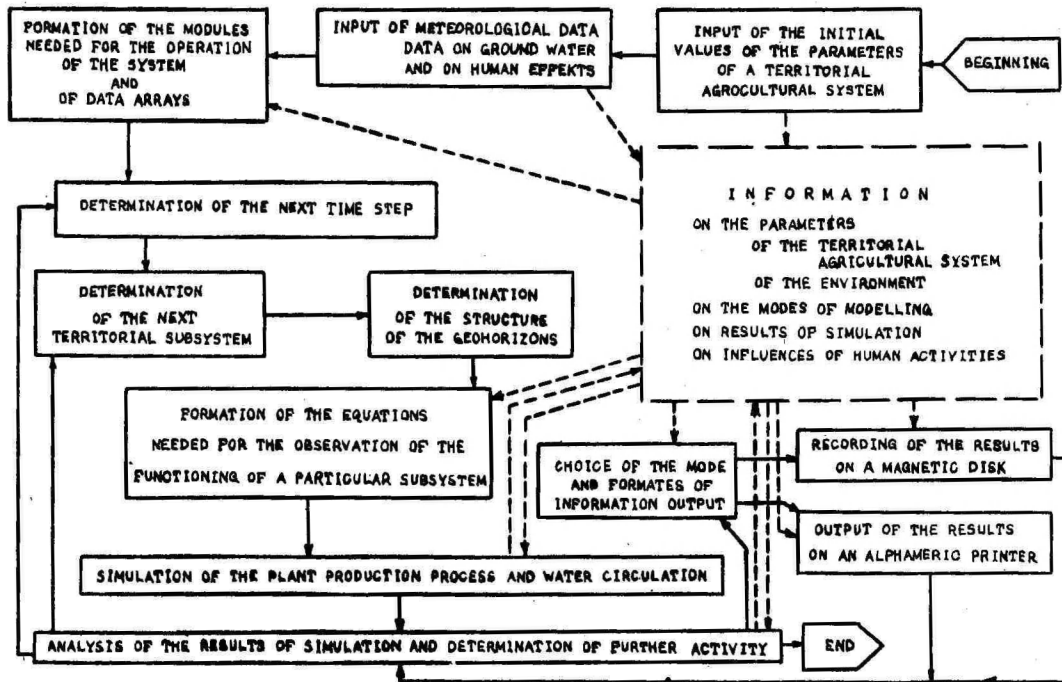 FORMATION OF THE MODULES
NEEDED FOR THE OPERATION
OF THE SYSTEM
AND
OF DATA ARRAYS
INPUT OF METEOROLOGICAL DATA
DATA ON GROUND WATER
AND ON HUMAN EFFEKTS
INPUT OF THE INITIAL
VALUES OF THE PARAMETERS
OF A TERRITORIAL
AGROCULTURAL SYSTEM
BEGINNING
INFORMATION
ON THE PARAMETERS
OF THE TERRITORIAL
AGRICULTURAL SYSTEM
OF THE ENVIRONMENT
ON THE MODES OF MODELLING
ON RESULTS OF SIMULATION
ON INFLUENCES OF HUMAN ACTIVITIES
DETERMINATION OF THE NEXT TIME STEP
DETERMINATION
OF THE NEXT
TERRITORIAL SUBSYSTEM
DETERMINATION
OF THE STRUCTURE
OF THE GEOHORIZONS
FORMATION OF THE EQUATIONS
NEEDED FOR THE OBSERVATION OF THE
FUNCTIONING OF A PARTICULAR SUBSYSTEM
CHOICE OF THE MODE
AND FORMATES OF
INFORMATION OUTPUT
RECORDING OF THE RESULTS
ON A MAGNETIC DISK
OUTPUT OF THE RESULTS
ON AN ALPHAMERIC PRINTER
SIMULATION OF THE PLANT PRODUCTION PROCESS AND WATER CIRCULATION
ANALYSIS OF THE RESULTS OF SIMULATION AND DETERMINATION OF FURTHER ACTIVITY
END